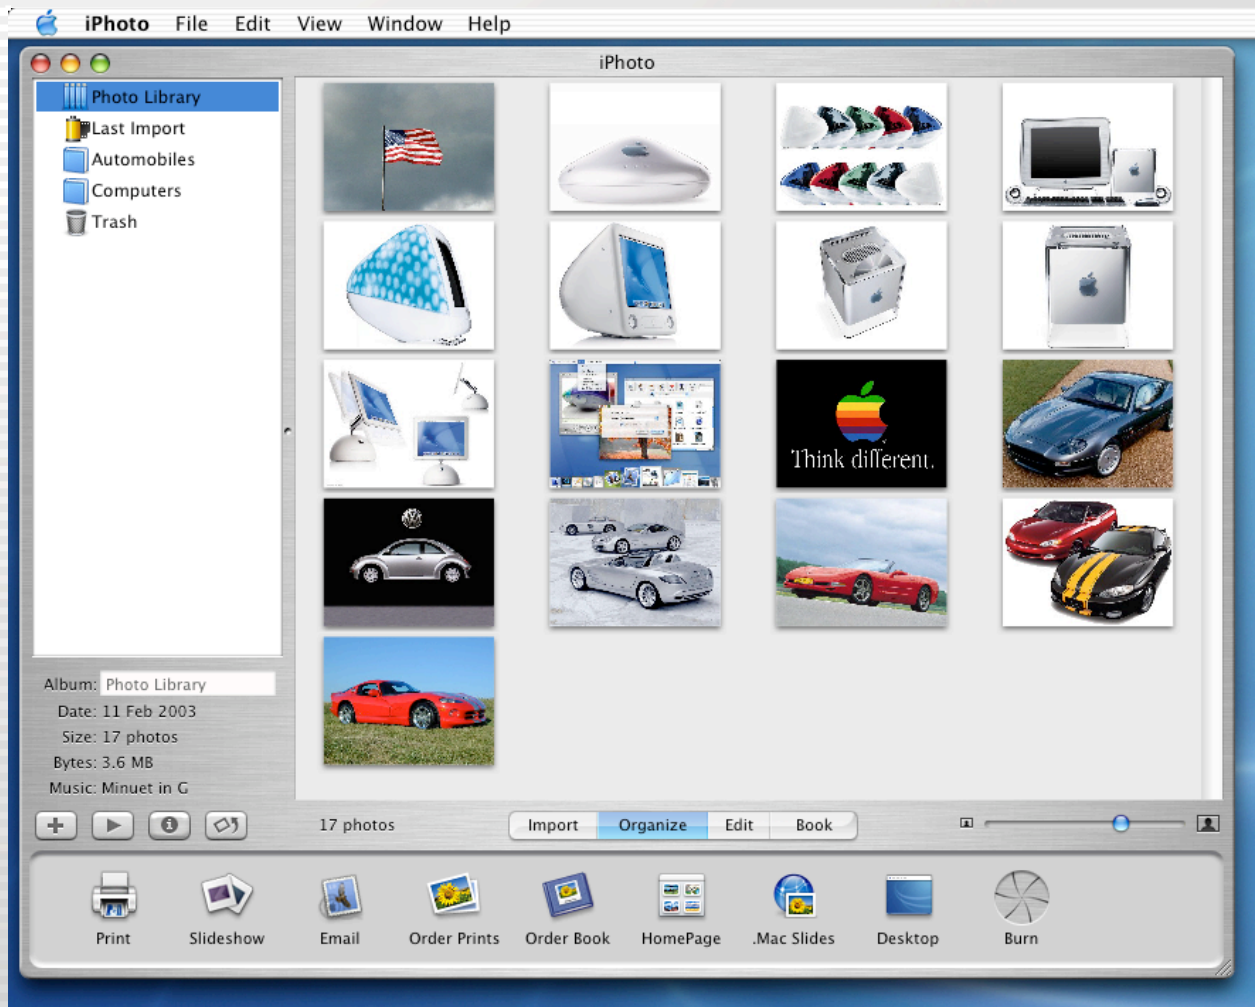 iPhoto File Edit View Window Help
iPhoto
Photo Library
Last Import
Automobiles
Computers
Trash
Think different.
Album: Photo Library
Date: 11 Feb 2003
Size: 17 photos
Bytes: 3.6 MB
Music: Minuet in G
17 photos Import Organize Edit Book
Print Slideshow Email Order Prints Order Book HomePage .Mac Slides Desktop Burn